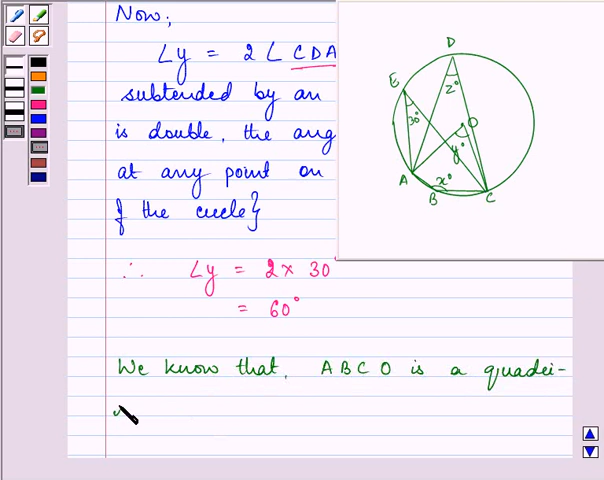 Now,
∠y = 2 ∠ CDA
subtended by an
is double, the ang
at any point on
of the circle}
∴ ∠y = 2 × 30°
= 60°
We know that, ABCO is a quadri-
D
E
z°
30°
O
y°
A
x°
B
C